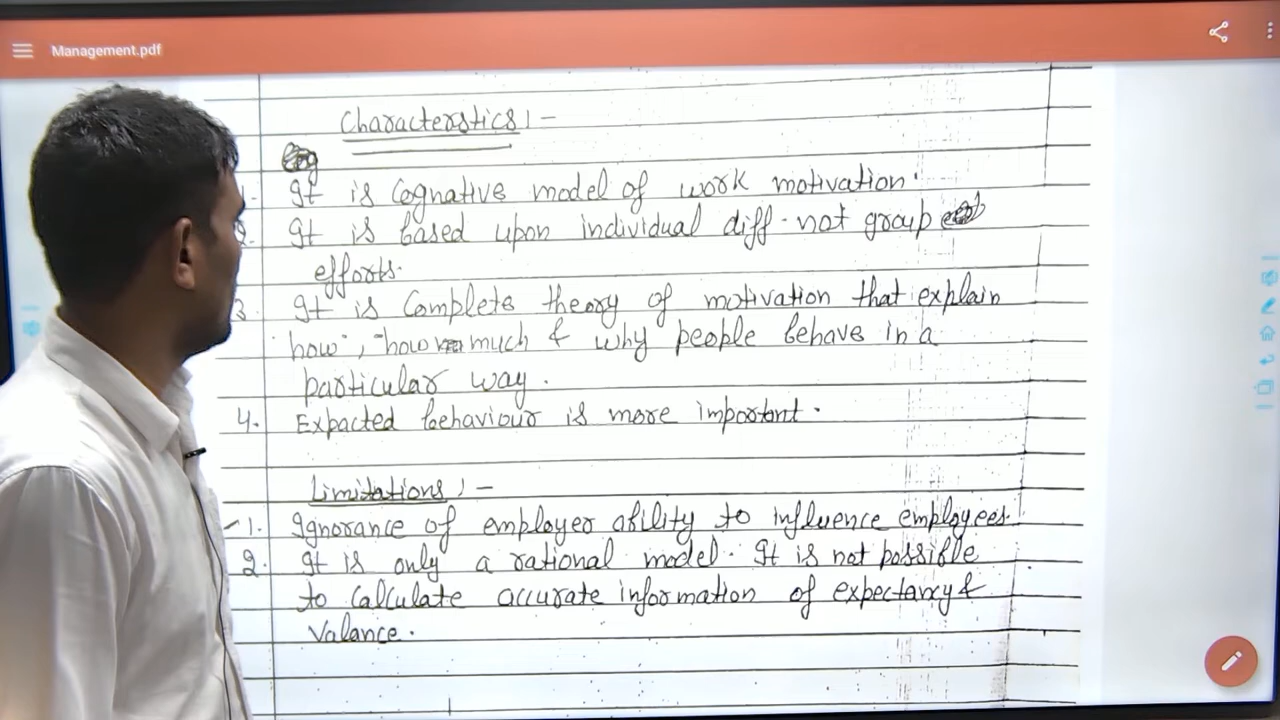 Management.pdf
Characterstics:-
It is Cognative model of work motivation.
2. It is based upon individual diff. not group
efforts.
3. It is Complete theory of motivation that explain
how, how much & why people behave in a
particular way.
4. Expacted behaviour is more important.
Limitations:-
1. Ignorance of employer ability to influence employees.
2. It is only a rational model. It is not possible
to Calculate accurate information of expectancy &
Valance.